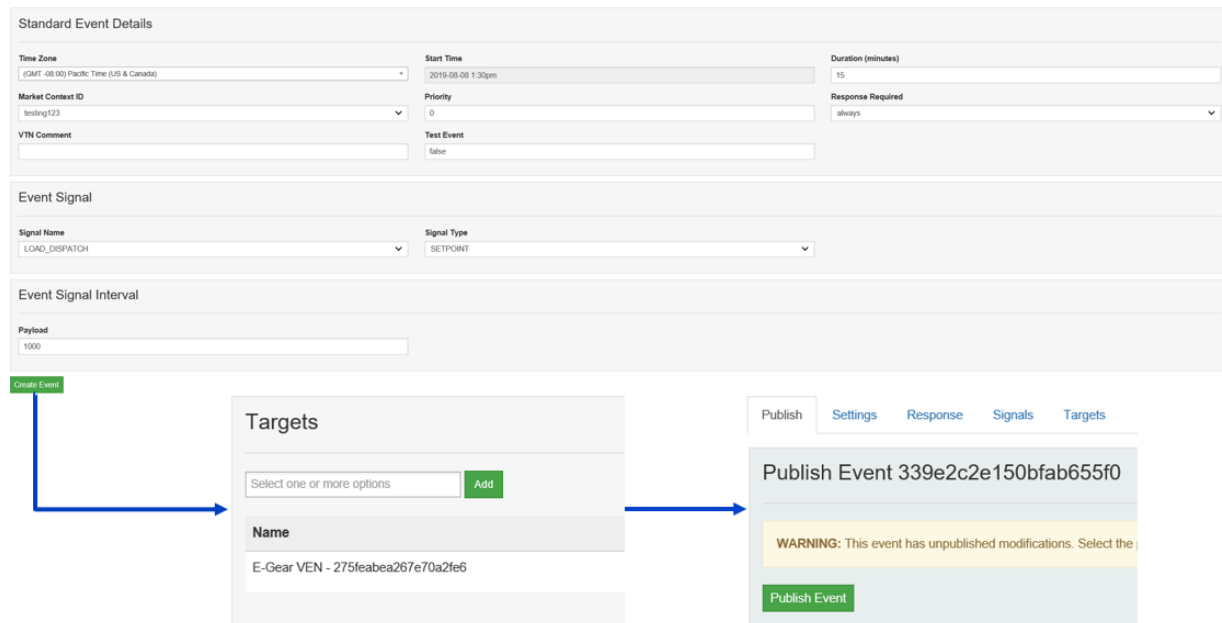 Standard Event Details
Time Zone Start Time Duration (minutes)
(GMT -08:00) Pacific Time (US & Canada) 2019-08-08 1:30pm 15
Market Context ID Priority Response Required
testing123 0 always
VTN Comment Test Event
false
Event Signal
Signal Name Signal Type
LOAD_DISPATCH SETPOINT
Event Signal Interval
Payload
1000
Create Event
Targets
Select one or more options Add
Name
E-Gear VEN - 275feabea267e70a2fe6
Publish Settings Response Signals Targets
Publish Event 339e2c2e150bfab655f0
WARNING: This event has unpublished modifications. Select the
Publish Event